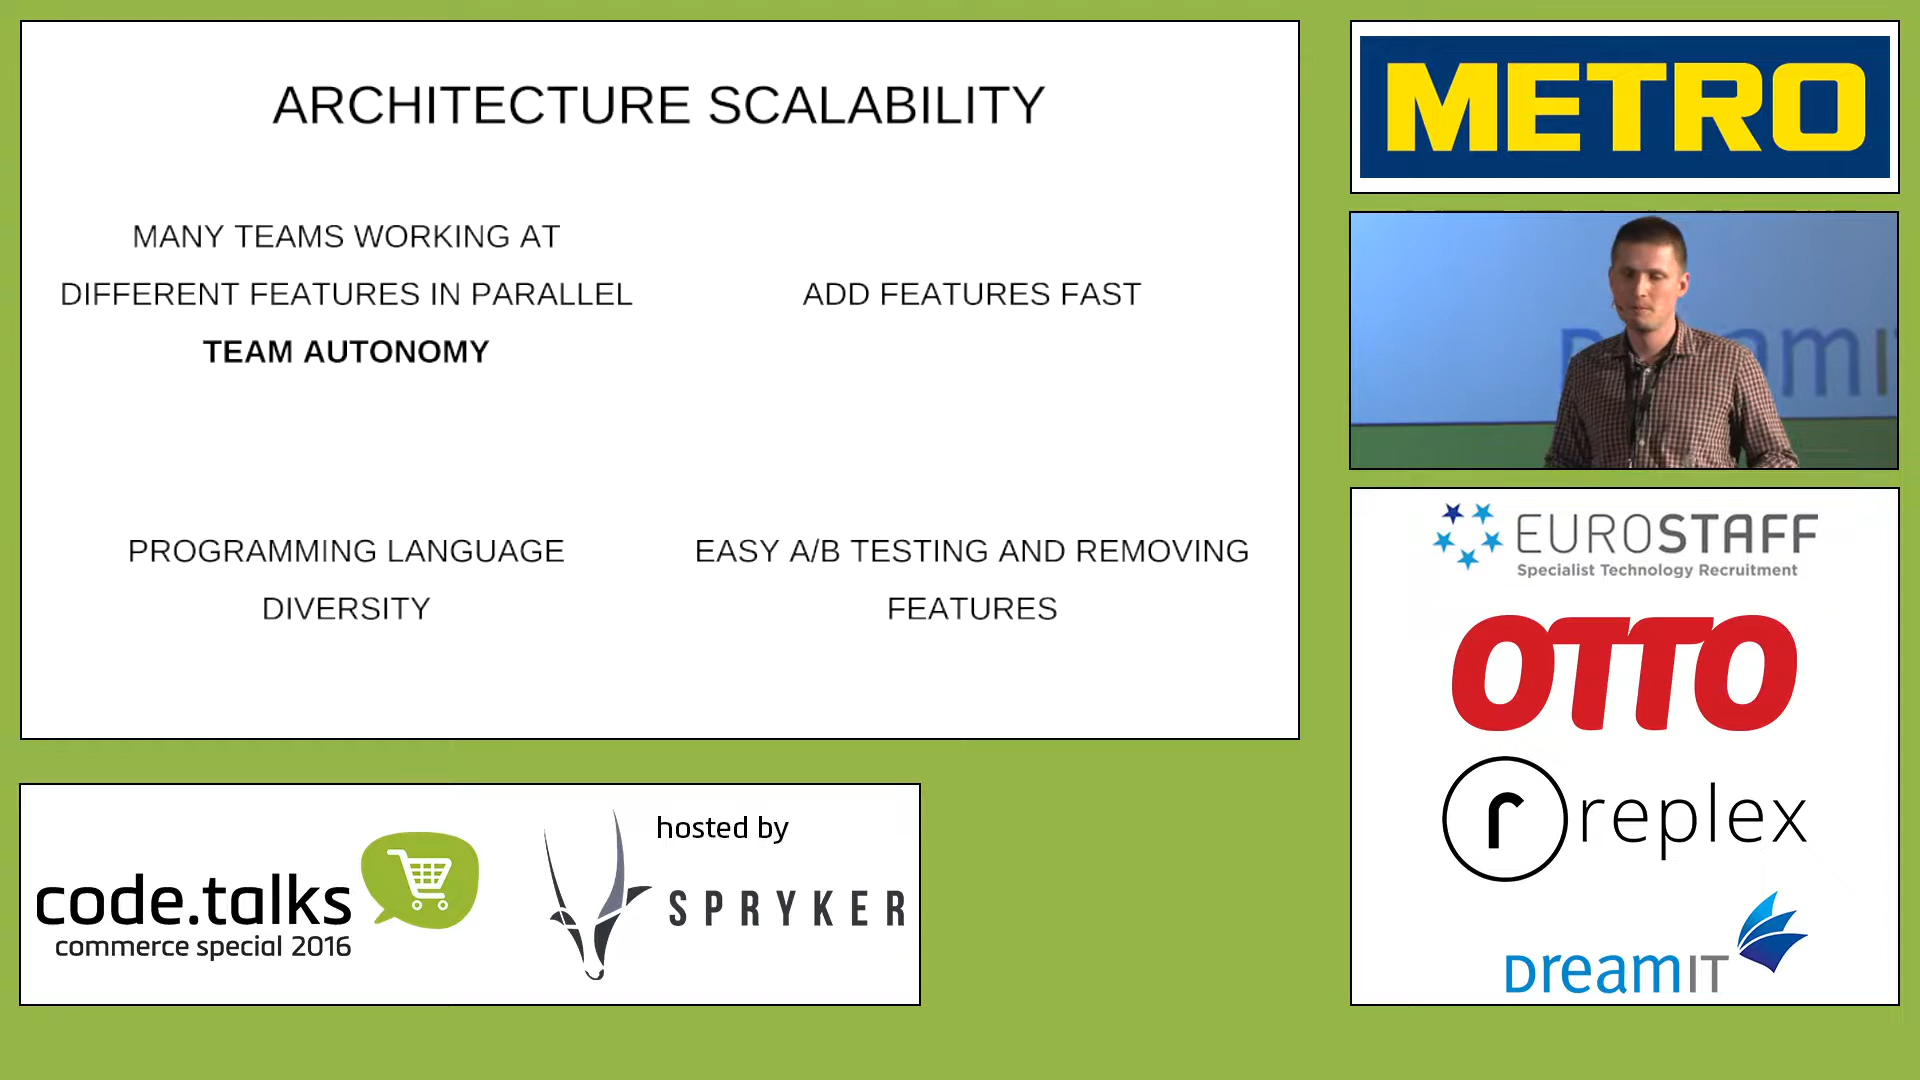 ARCHITECTURE SCALABILITY
MANY TEAMS WORKING AT
DIFFERENT FEATURES IN PARALLEL
TEAM AUTONOMY
ADD FEATURES FAST
PROGRAMMING LANGUAGE
DIVERSITY
EASY A/B TESTING AND REMOVING
FEATURES
METRO
EUROSTAFF
Specialist Technology Recruitment
OTTO
r replex
DreamIT
code.talks
commerce special 2016
hosted by
SPRYKER